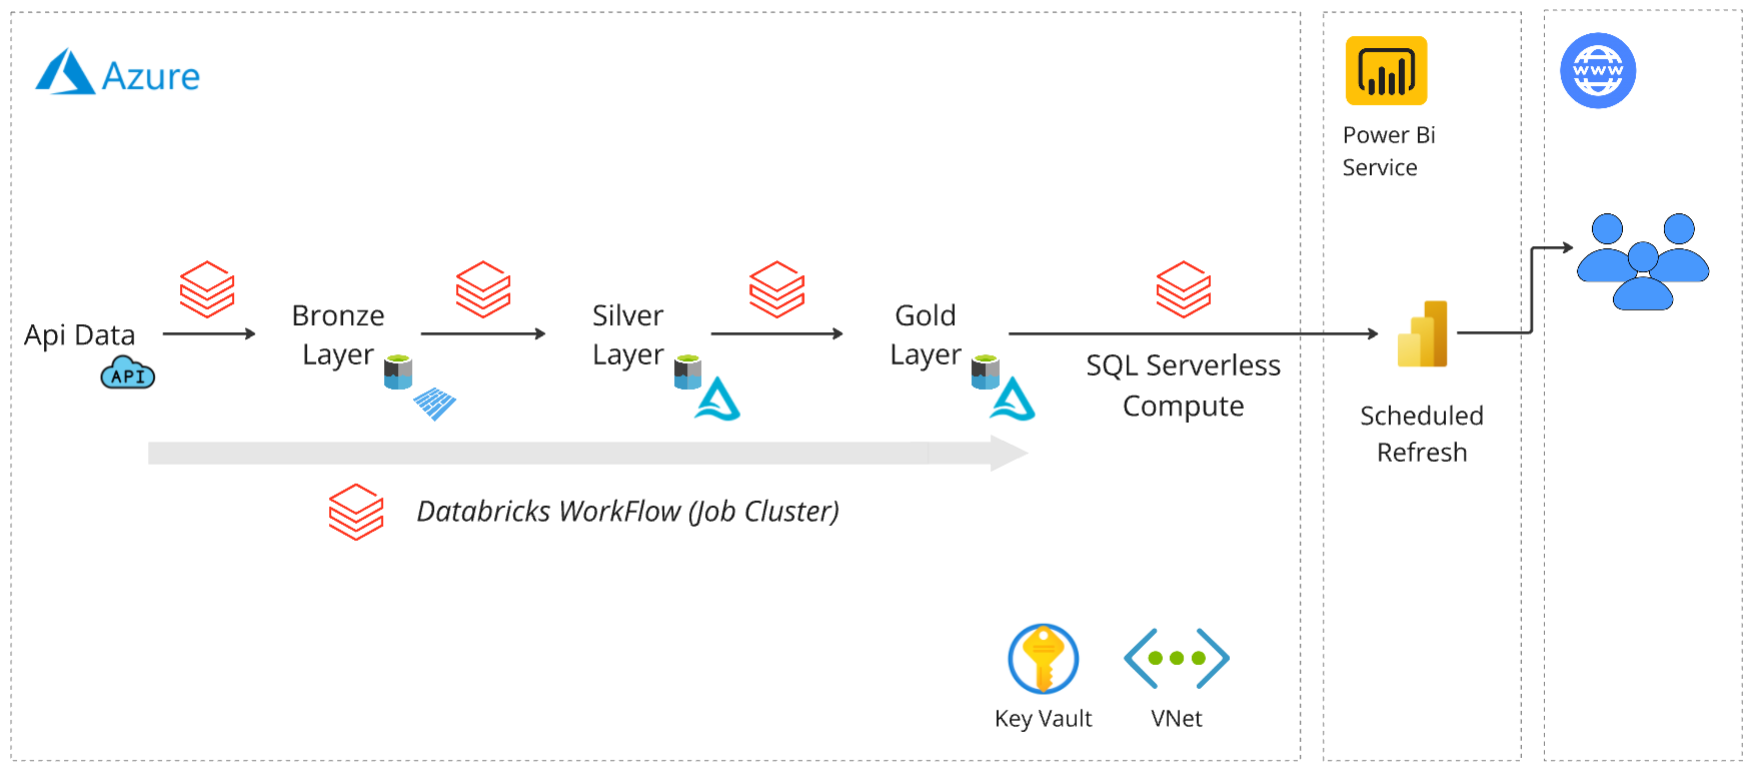 Azure
Power Bi
Service
www
Api Data
API
Bronze
Layer
Silver
Layer
Gold
Layer
SQL Serverless
Compute
Scheduled
Refresh
Databricks WorkFlow (Job Cluster)
Key Vault
VNet